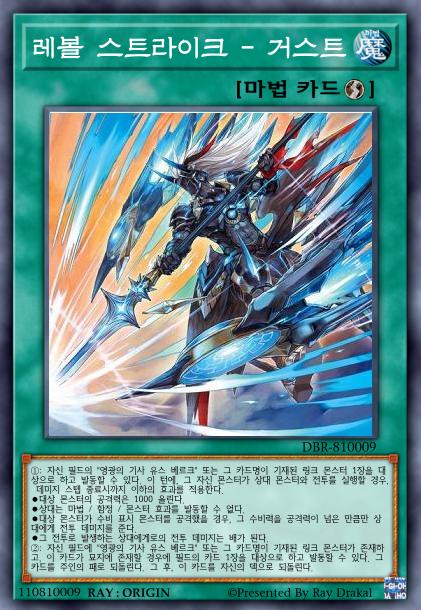 레볼 스트라이크 - 거스트
마법
魔
[마법 카드]
DBR-810009
①: 자신 필드의 "영광의 기사 유스 베르크" 또는 그 카드명이 기재된 링크 몬스터 1장을 대
상으로 하고 발동할 수 있다. 이 턴에, 그 자신 몬스터가 상대 몬스터와 전투를 실행할 경우,
데미지 스텝 종료시까지 이하의 효과를 적용한다.
●대상 몬스터의 공격력은 1000 올린다.
●상대는 마법 / 함정 / 몬스터 효과를 발동할 수 없다.
●대상 몬스터가 수비 표시 몬스터를 공격했을 경우, 그 수비력을 공격력이 넘은 만큼만 상
대에게 전투 데미지를 준다.
●그 전투로 발생하는 상대에게로의 전투 데미지는 배가 된다.
②: 자신 필드에 "영광의 기사 유스 베르크" 또는 그 카드명이 기재된 링크 몬스터가 존재하
고, 이 카드가 묘지에 존재할 경우에 필드의 카드 1장을 대상으로 하고 발동할 수 있다. 그
카드를 주인의 패로 되돌린다. 그 후, 이 카드를 자신의 덱으로 되돌린다.
110810009 RAY : ORIGIN
©Presented By Ray Drakal